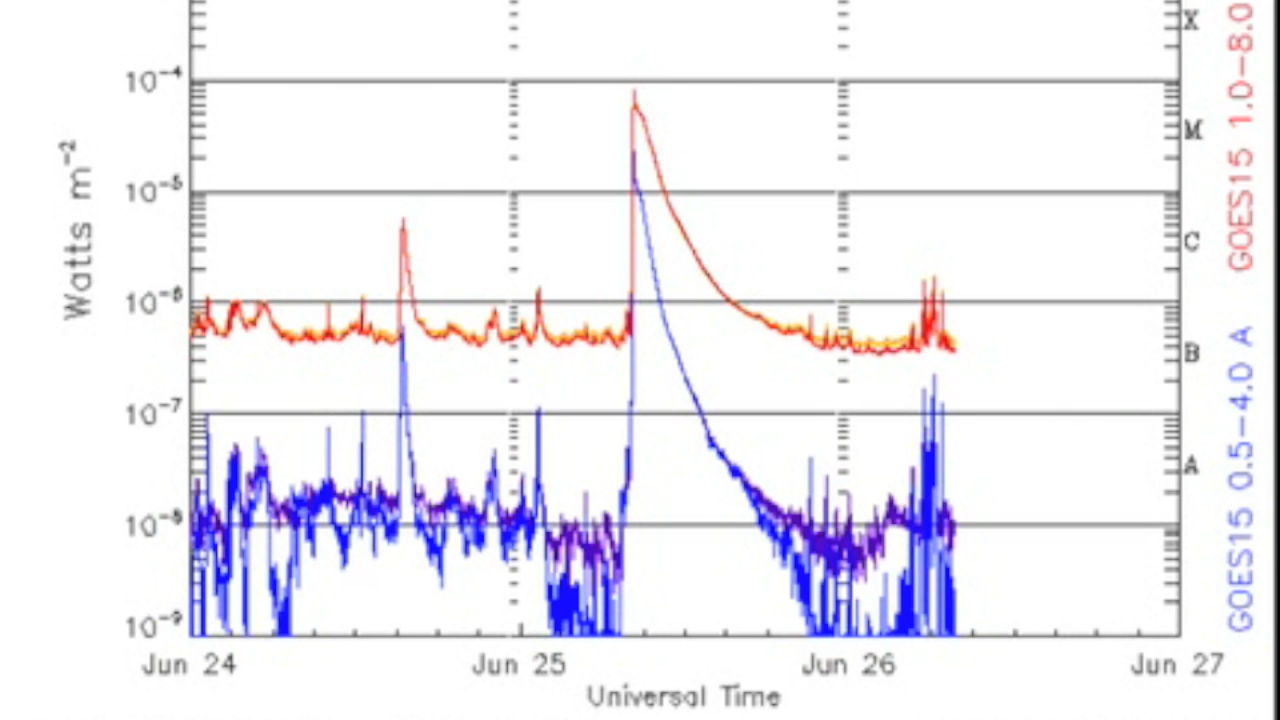 X
10⁻⁴
M
10⁻⁵
C
10⁻⁶
B
10⁻⁷
A
10⁻⁸
10⁻⁹
Watts m⁻²
Jun 24 Jun 25 Jun 26 Jun 27
Universal Time
GOES15 1.0-8.0
GOES15 0.5-4.0 A